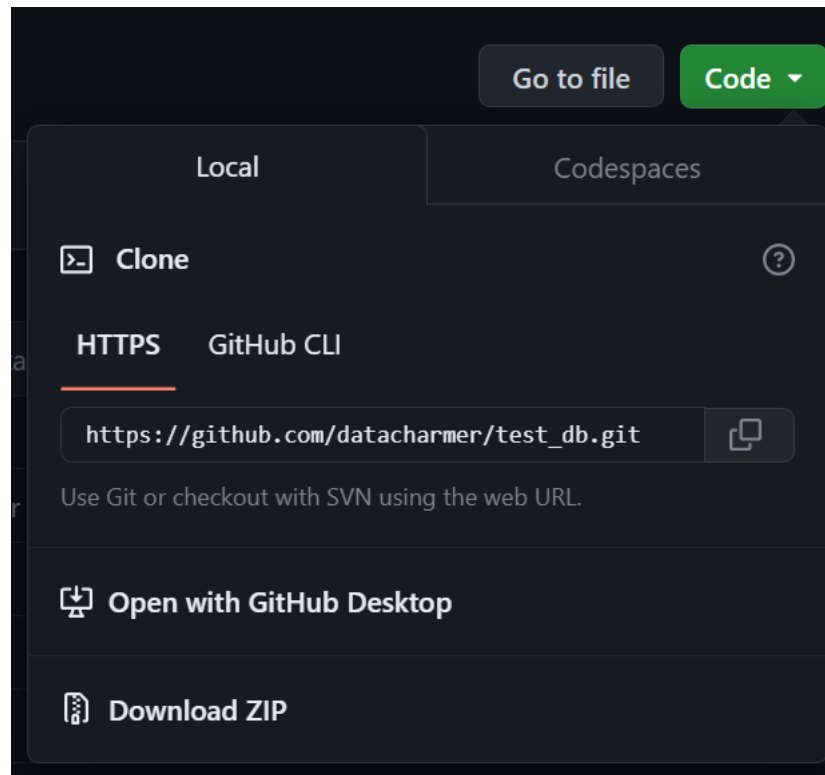 Go to file
Code
Local
Codespaces
Clone
HTTPS
GitHub CLI
https://github.com/datacharmer/test_db.git
Use Git or checkout with SVN using the web URL.
Open with GitHub Desktop
Download ZIP